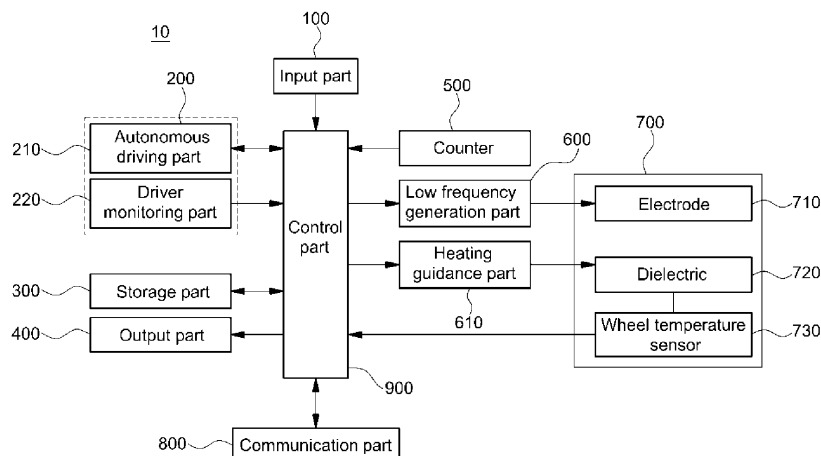 10
100
Input part
200
500
210
Autonomous
driving part
Counter
600
700
220
Driver
monitoring part
Control
part
Low frequency
generation part
Electrode
710
Heating
guidance part
Dielectric
720
300
Storage part
610
400
Output part
Wheel temperature
sensor
730
900
800
Communication part